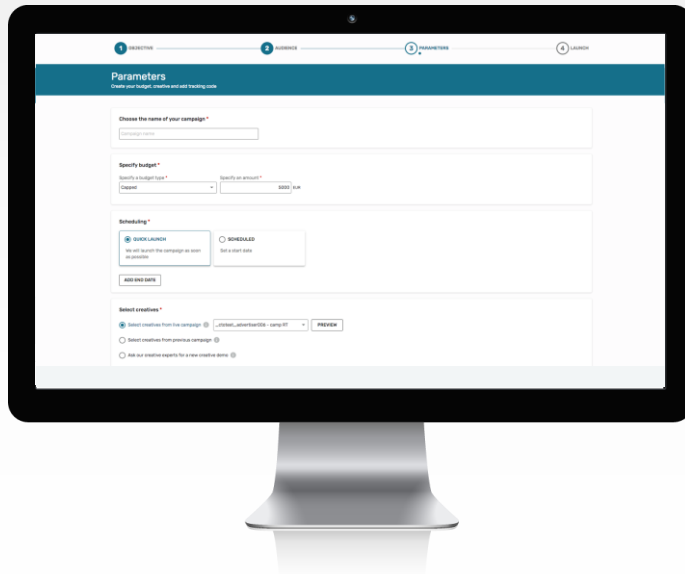 1 OBJECTIVE 2 AUDIENCE 3 PARAMETERS 4 LAUNCH
Parameters
Create your budget, creative and add tracking code
Choose the name of your campaign *
Campaign name
Specify budget *
Specify a budget type * Specify an amount *
Capped 5000 EUR
Scheduling *
QUICK LAUNCH SCHEDULED
We will launch the campaign as soon Set a start date
as possible
ADD END DATE
Select creatives *
Select creatives from live campaign PREVIEW
Select creatives from previous campaign
Ask our creative experts for a new creative demo